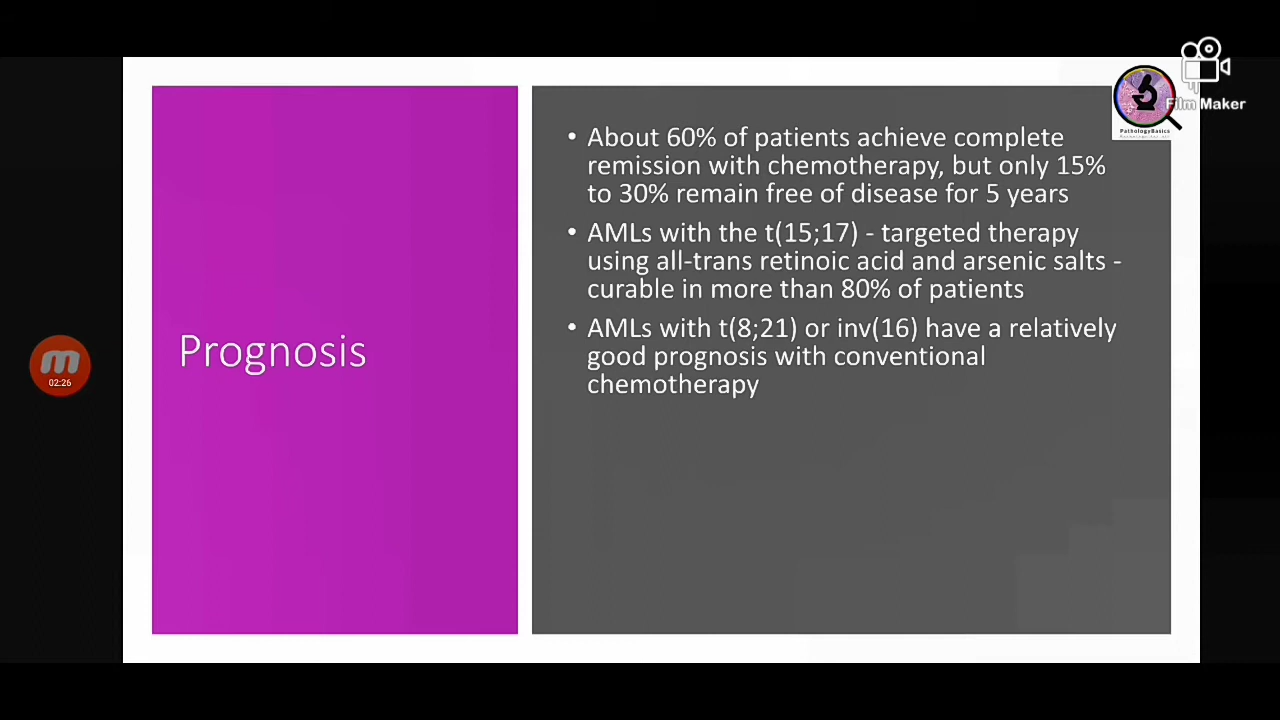 Film Maker
PathologyBasics
About 60% of patients achieve complete
remission with chemotherapy, but only 15%
to 30% remain free of disease for 5 years
AMLs with the t(15;17) - targeted therapy
using all-trans retinoic acid and arsenic salts -
curable in more than 80% of patients
AMLs with t(8;21) or inv(16) have a relatively
good prognosis with conventional
chemotherapy
Prognosis
02:26